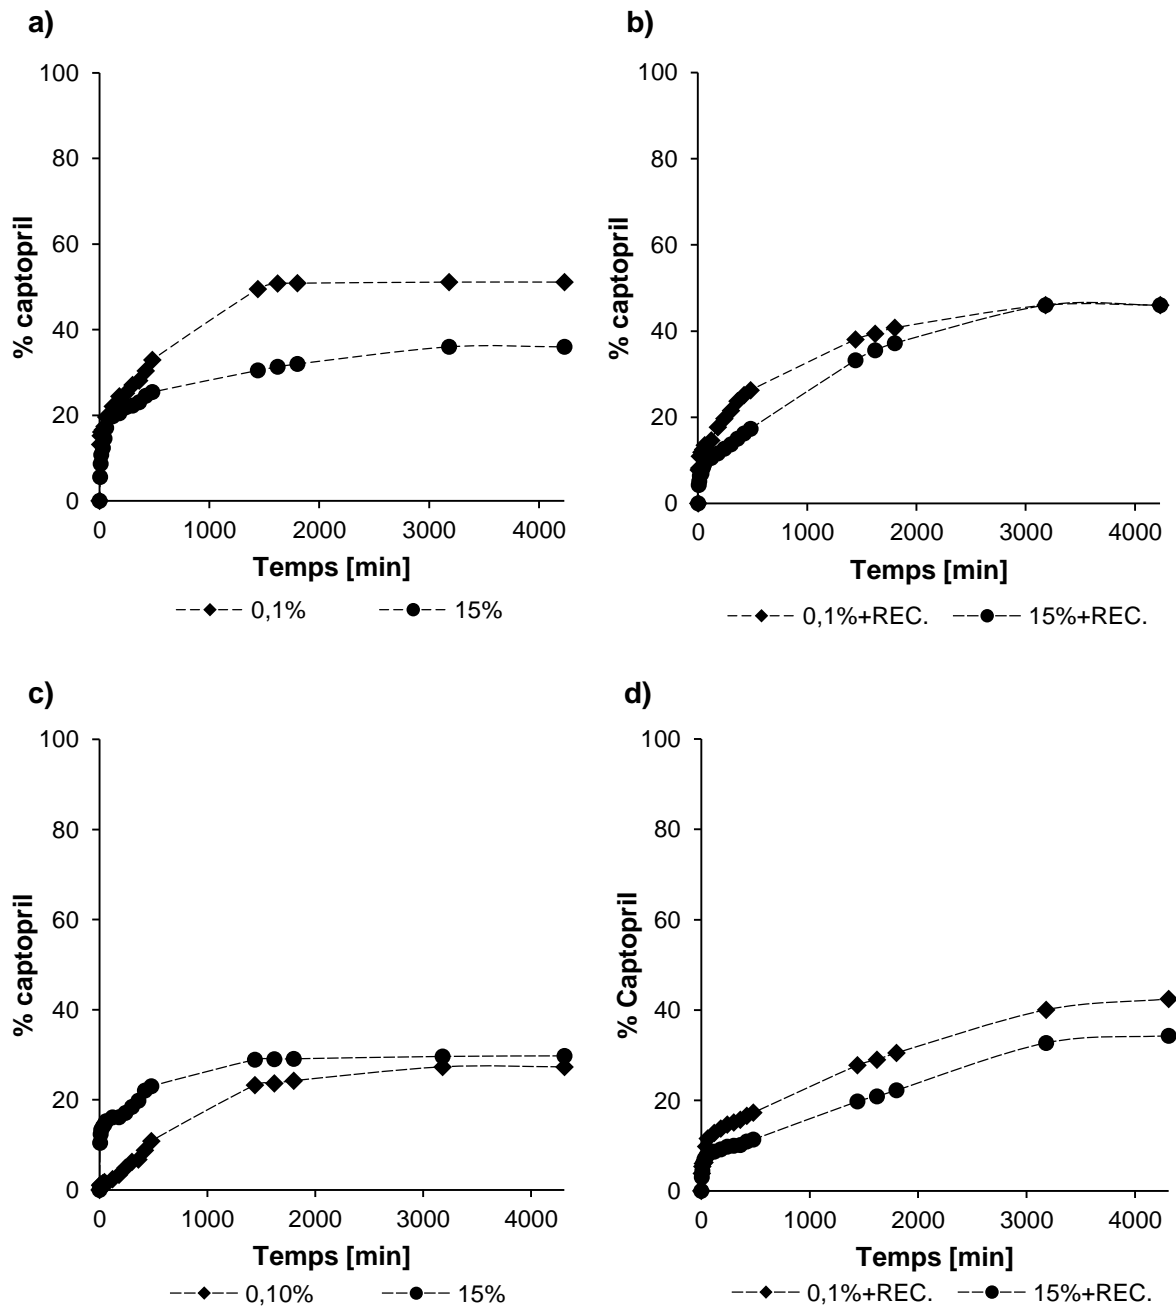 a)
100
80
60
40
20
0
% captopril
0 1000 2000 3000 4000
Temps [min]
0,1% 15%
b)
100
80
60
40
20
0
% captopril
0 1000 2000 3000 4000
Temps [min]
0,1%+REC. 15%+REC.
c)
100
80
60
40
20
0
% captopril
0 1000 2000 3000 4000
Temps [min]
0,10% 15%
d)
100
80
60
40
20
0
% Captopril
0 1000 2000 3000 4000
Temps [min]
0,1%+REC. 15%+REC.